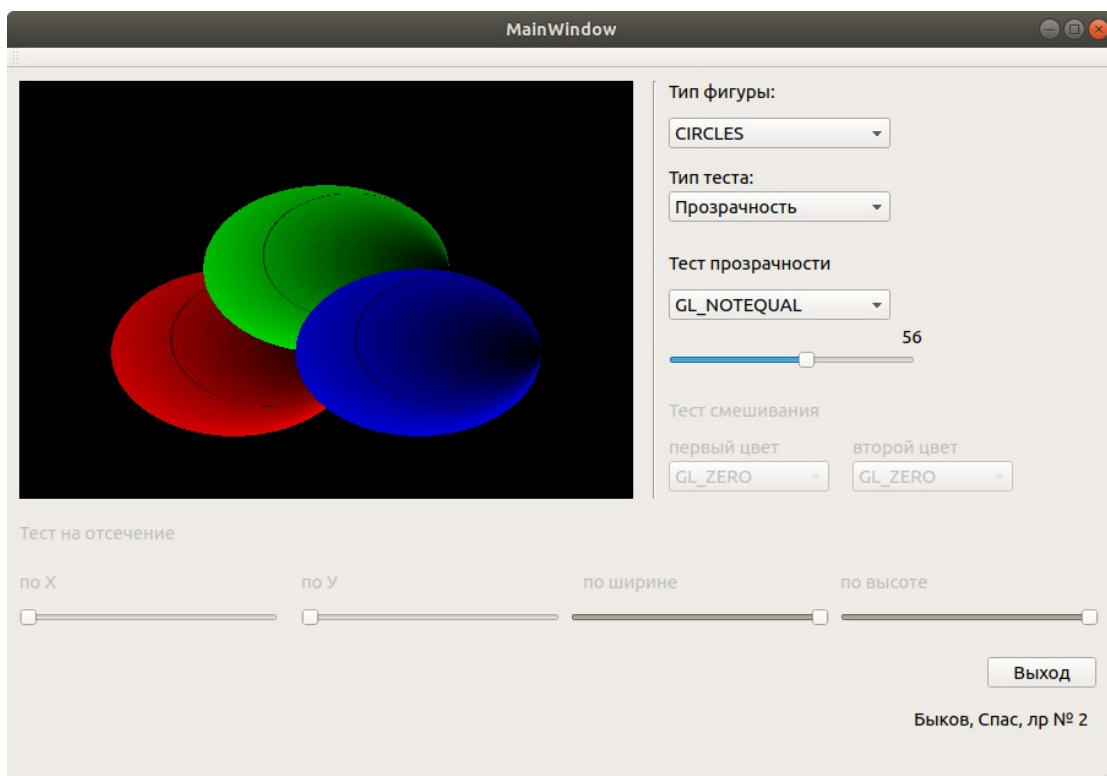 MainWindow
Тип фигуры:
CIRCLES
Тип теста:
Прозрачность
Тест прозрачности
GL_NOTEQUAL
56
Тест смешивания
первый цвет второй цвет
GL_ZERO GL_ZERO
Тест на отсечение
по X по У по ширине по высоте
Выход
Быков, Спас, лр № 2